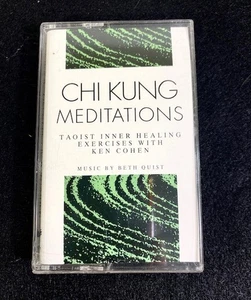 CHI KUNG
MEDITATIONS
TAOIST INNER HEALING
EXERCISES WITH
KEN COHEN
MUSIC BY BETH QUIST